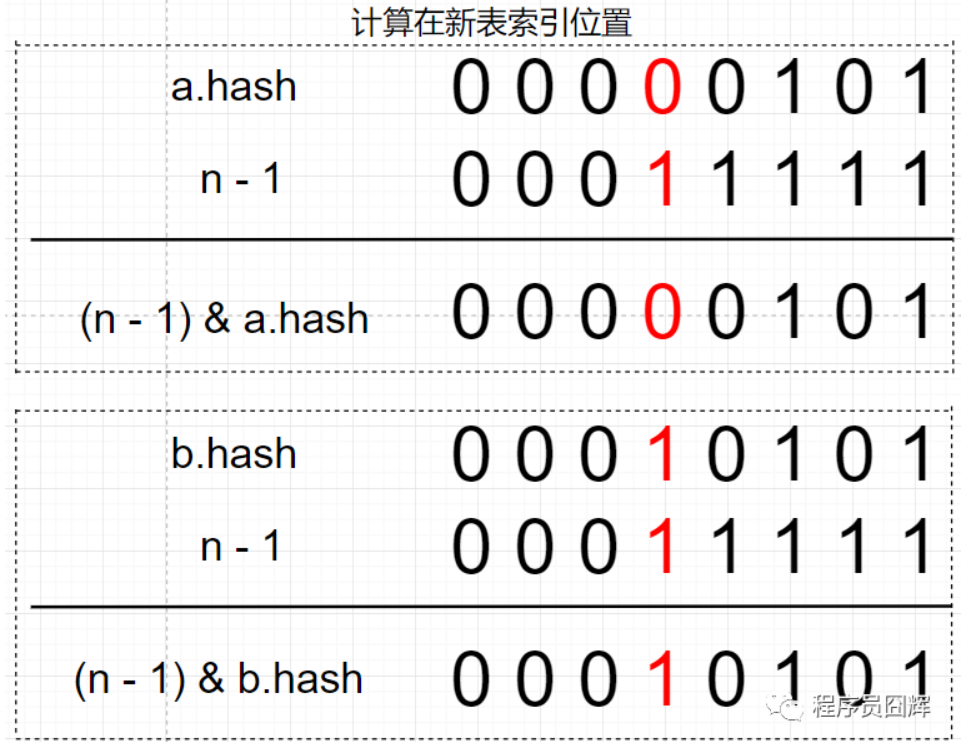 计算在新表索引位置
a.hash 0 0 0 0 0 1 0 1
n - 1 0 0 0 1 1 1 1 1
(n - 1) & a.hash 0 0 0 0 0 1 0 1
b.hash 0 0 0 1 0 1 0 1
n - 1 0 0 0 1 1 1 1 1
(n - 1) & b.hash 0 0 0 1 0 1 0 1
程序员囧辉